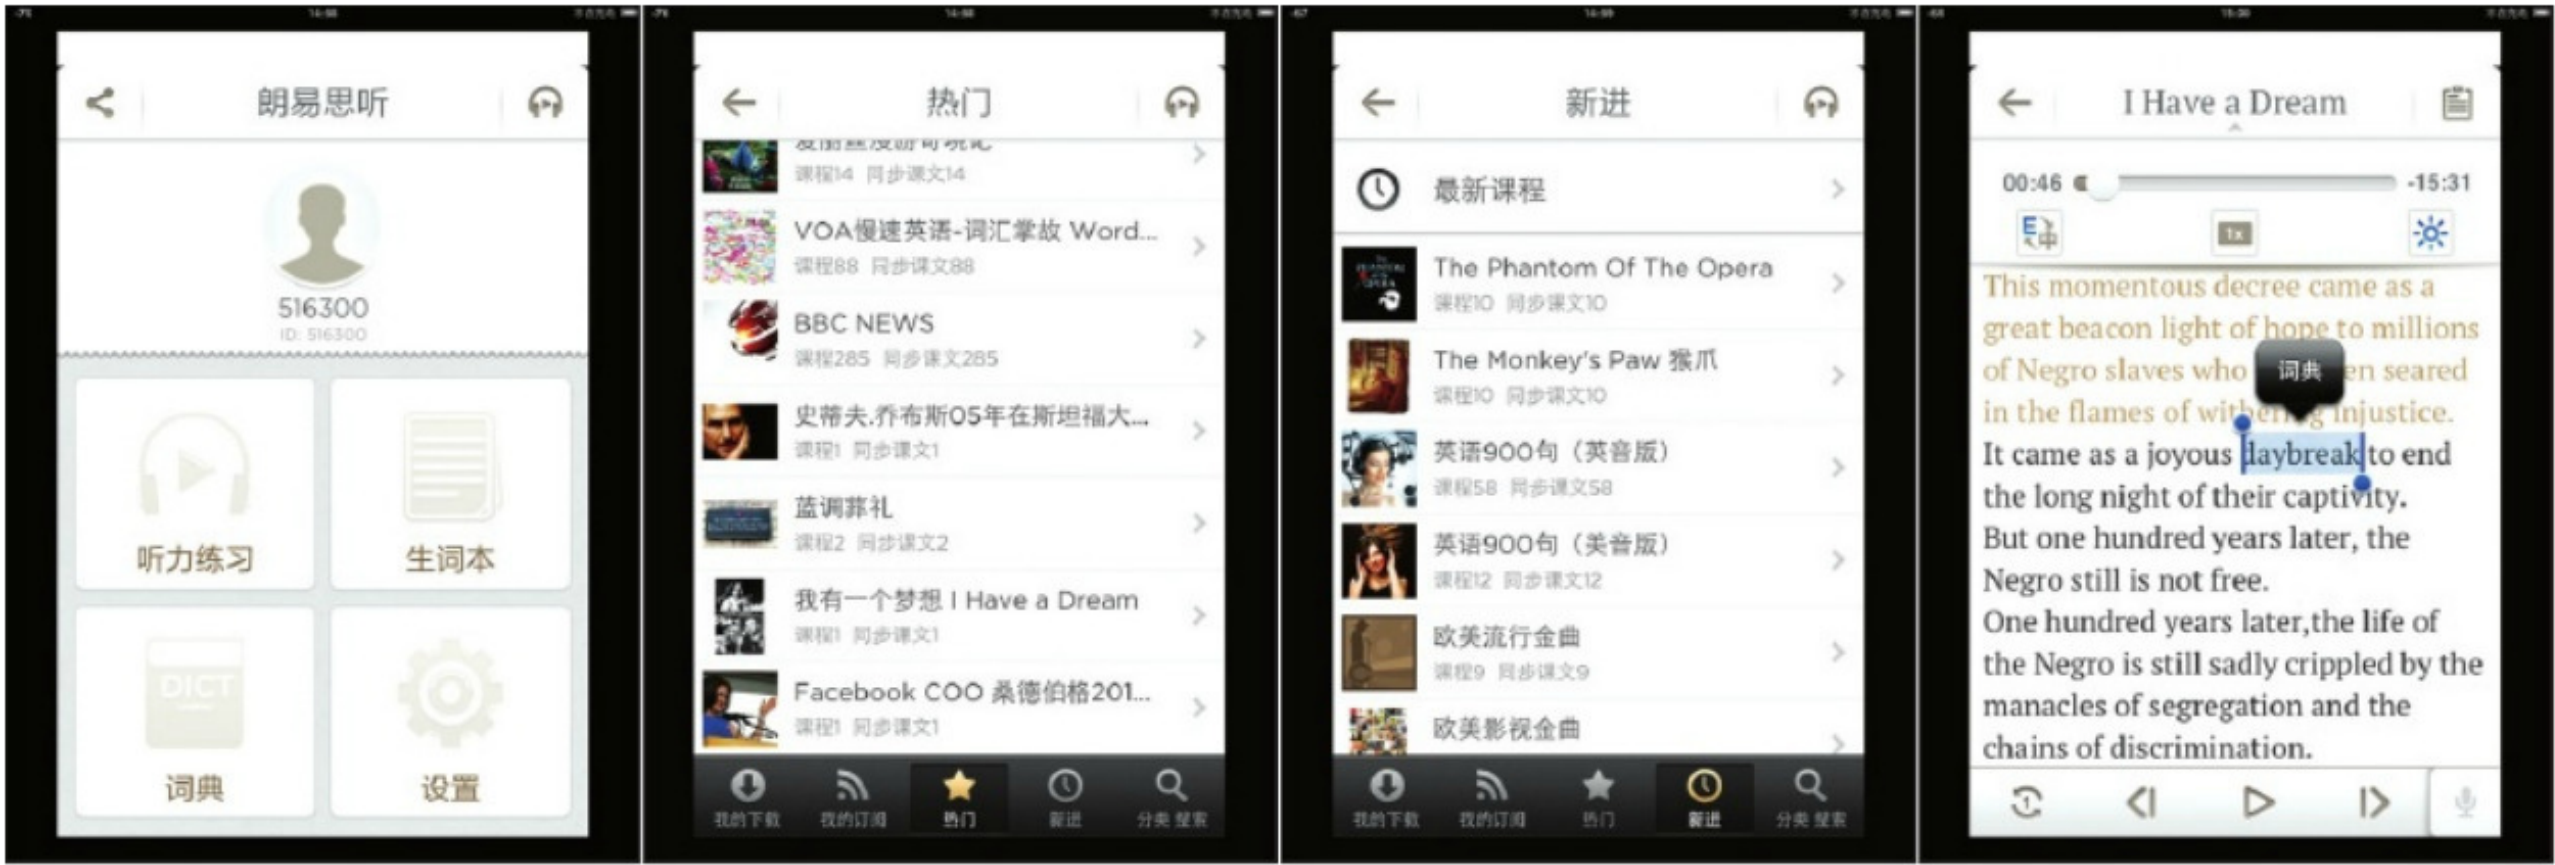 朗易思听
516300
ID: 516300
听力练习
生词本
DICT
词典
设置
热门
课程14 同步课文14
VOA慢速英语-词汇掌故 Word...
课程88 同步课文88
BBC NEWS
课程285 同步课文285
史蒂夫.乔布斯05年在斯坦福大...
课程1 同步课文1
蓝调葬礼
课程2 同步课文2
我有一个梦想 I Have a Dream
课程1 同步课文1
Facebook COO 桑德伯格201...
课程1 同步课文1
我的下载
我的订阅
热门
新进
分类 搜索
新进
最新课程
The Phantom Of The Opera
课程10 同步课文10
The Monkey's Paw 猴爪
课程10 同步课文10
英语900句（英音版）
课程58 同步课文58
英语900句（美音版）
课程12 同步课文12
欧美流行金曲
课程9 同步课文9
欧美影视金曲
我的下载
我的订阅
热门
新进
分类 搜索
I Have a Dream
00:46
-15:31
E中
1x
This momentous decree came as a
great beacon light of hope to millions
of Negro slaves who en seared
词典
in the flames of withering injustice.
It came as a joyous daybreak to end
the long night of their captivity.
But one hundred years later, the
Negro still is not free.
One hundred years later,the life of
the Negro is still sadly crippled by the
manacles of segregation and the
chains of discrimination.
1